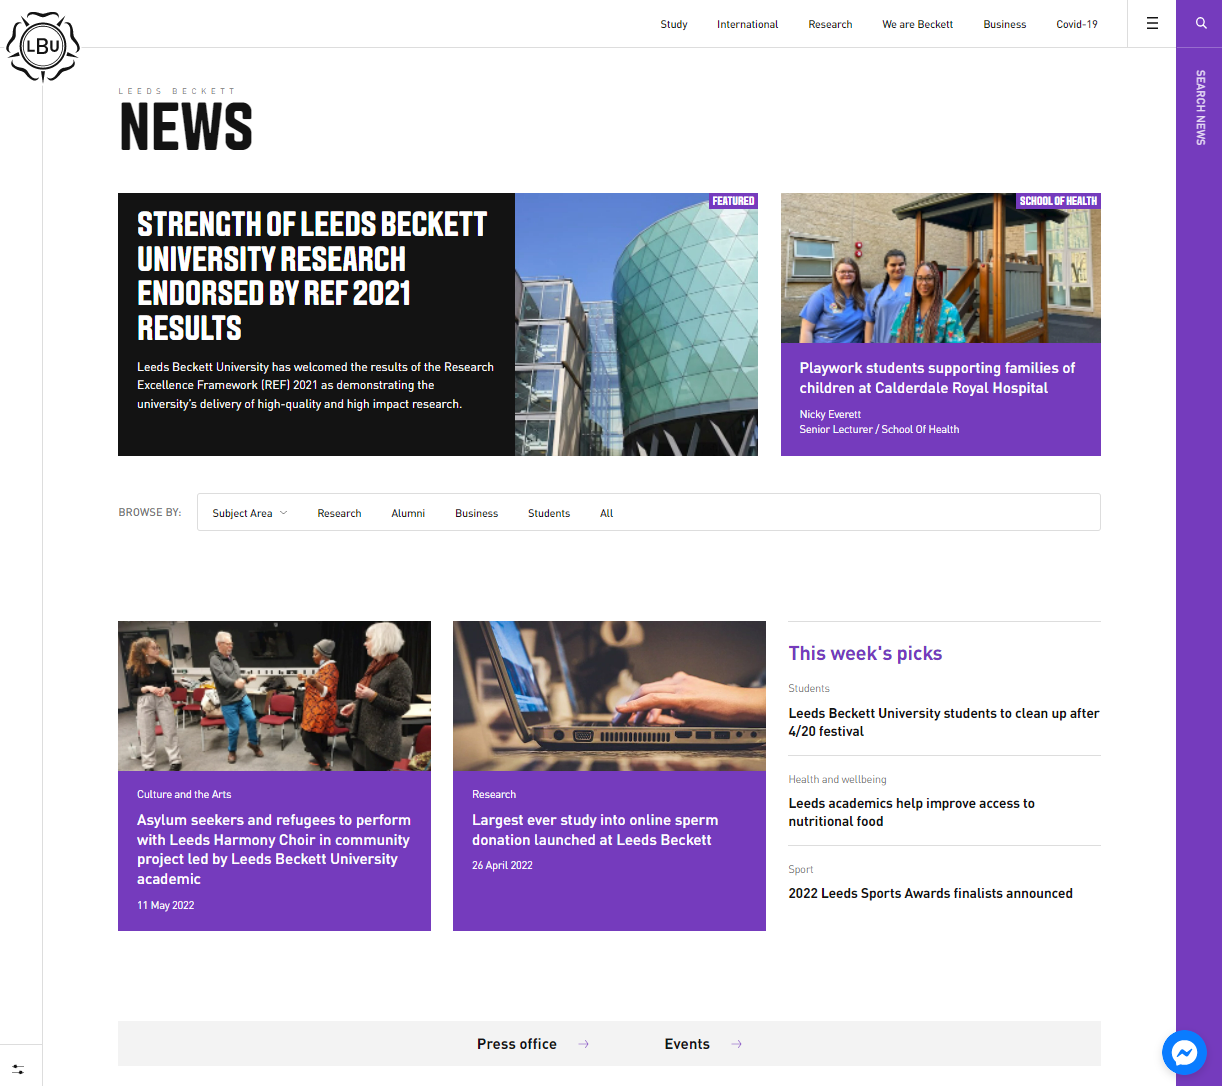 LBU
Study International Research We are Beckett Business Covid-19
SEARCH NEWS
LEEDS BECKETT
NEWS
STRENGTH OF LEEDS BECKETT
UNIVERSITY RESEARCH
ENDORSED BY REF 2021
RESULTS
Leeds Beckett University has welcomed the results of the Research
Excellence Framework (REF) 2021 as demonstrating the
university's delivery of high-quality and high impact research.
FEATURED
SCHOOL OF HEALTH
Playwork students supporting families of
children at Calderdale Royal Hospital
Nicky Everett
Senior Lecturer / School Of Health
BROWSE BY: Subject Area Research Alumni Business Students All
Culture and the Arts
Asylum seekers and refugees to perform
with Leeds Harmony Choir in community
project led by Leeds Beckett University
academic
11 May 2022
Research
Largest ever study into online sperm
donation launched at Leeds Beckett
26 April 2022
This week's picks
Students
Leeds Beckett University students to clean up after
4/20 festival
Health and wellbeing
Leeds academics help improve access to
nutritional food
Sport
2022 Leeds Sports Awards finalists announced
Press office Events